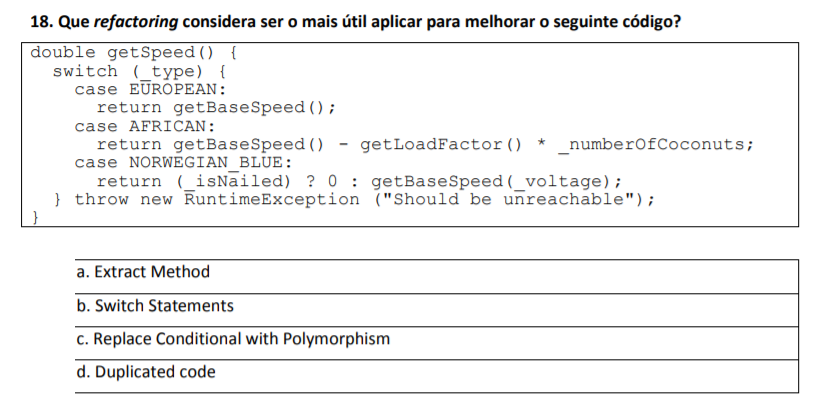 18. Que refactoring considera ser o mais útil aplicar para melhorar o seguinte código?
double getSpeed() {
switch (_type) {
case EUROPEAN:
return getBaseSpeed();
case AFRICAN:
return getBaseSpeed() - getLoadFactor() * _numberOfCoconuts;
case NORWEGIAN_BLUE:
return (_isNailed) ? 0 : getBaseSpeed(_voltage);
} throw new RuntimeException ("Should be unreachable");
}
a. Extract Method
b. Switch Statements
c. Replace Conditional with Polymorphism
d. Duplicated code